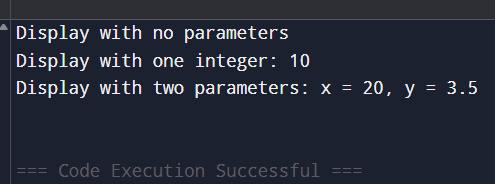 Display with no parameters
Display with one integer: 10
Display with two parameters: x = 20, y = 3.5
=== Code Execution Successful ===